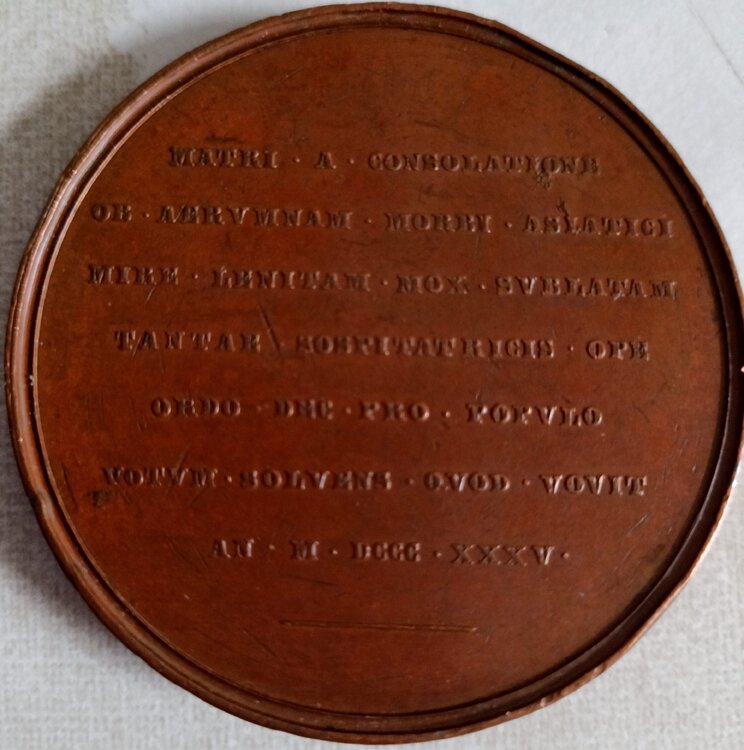 MATRI · A · CONSOLATIONE
OB · AERVMNAM · MORBI · ASIATICI
MIRE · LENITAM · MOX · SVBLATAM
TANTAE · SOSPITATRICIS · OPE
ORDO · DEC · PRO · POPVLO
VOTVM · SOLVENS · QVOD · VOVIT
AN · M · DCCC · XXXV ·